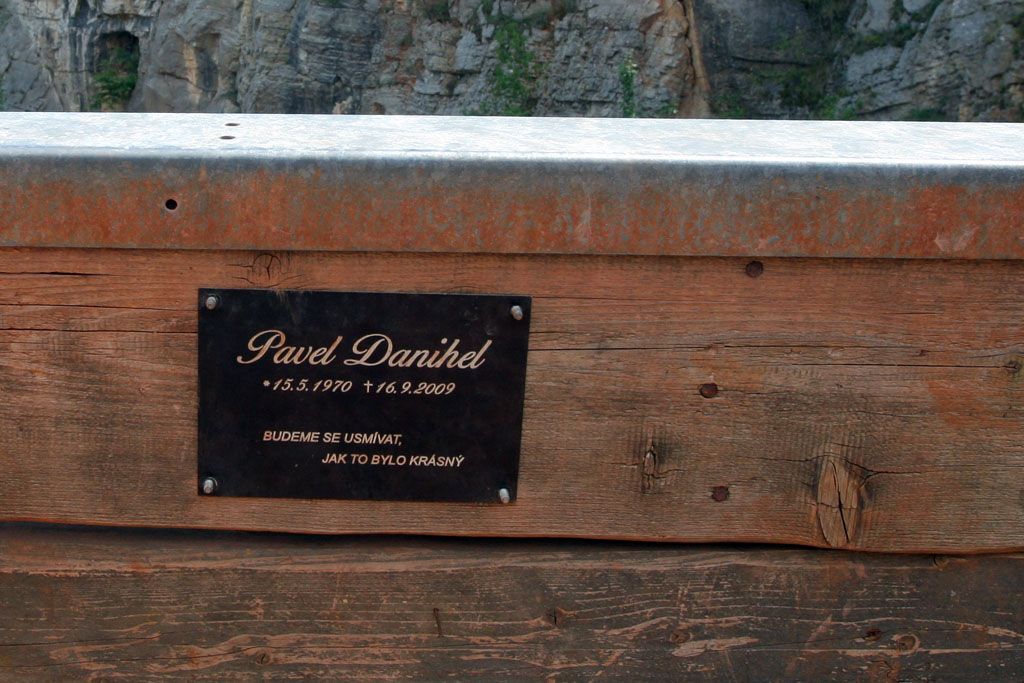 Pavel Danihel
*15.5.1970 †16.9.2009
BUDEME SE USMÍVAT,
JAK TO BYLO KRÁSNÝ